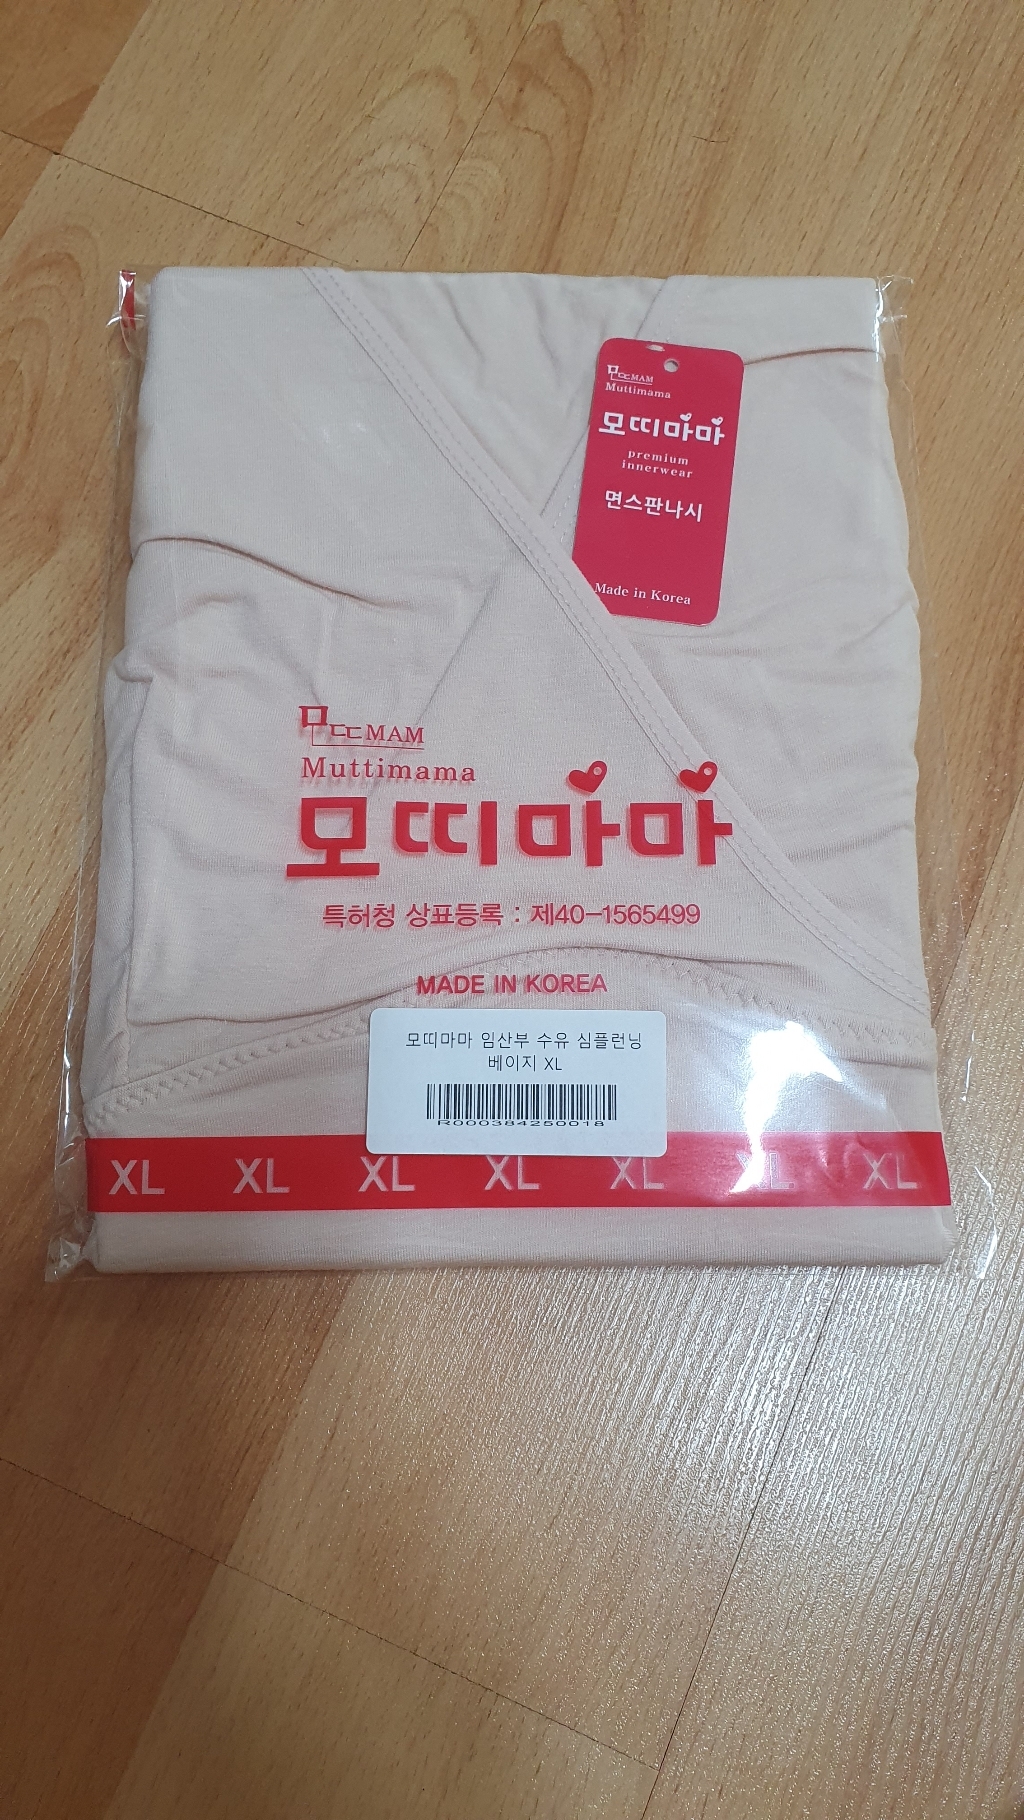 모띠MAM
Muttimama
모띠마마
premium
innerwear
면스판나시
Made in Korea
모띠MAM
Muttimama
모띠마마
특허청 상표등록 : 제40-1565499
MADE IN KOREA
모띠마마 임산부 수유 심플런닝
베이지 XL
R000384250018
XL XL XL XL XL XL XL